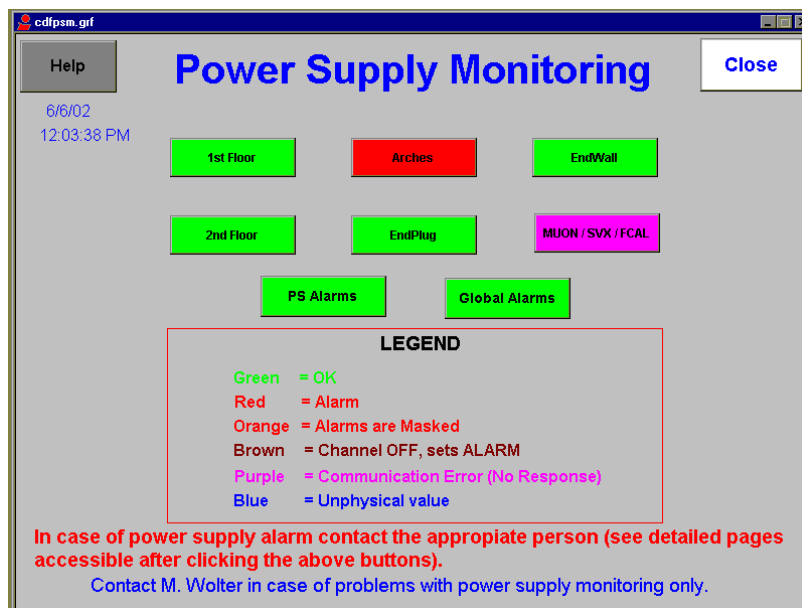 cdfpsm.grf
Help
Power Supply Monitoring
Close
6/6/02
12:03:38 PM
1st Floor
Arches
EndWall
2nd Floor
EndPlug
MUON / SVX / FCAL
PS Alarms
Global Alarms
LEGEND
Green = OK
Red = Alarm
Orange = Alarms are Masked
Brown = Channel OFF, sets ALARM
Purple = Communication Error (No Response)
Blue = Unphysical value
In case of power supply alarm contact the appropiate person (see detailed pages
accessible after clicking the above buttons).
Contact M. Wolter in case of problems with power supply monitoring only.